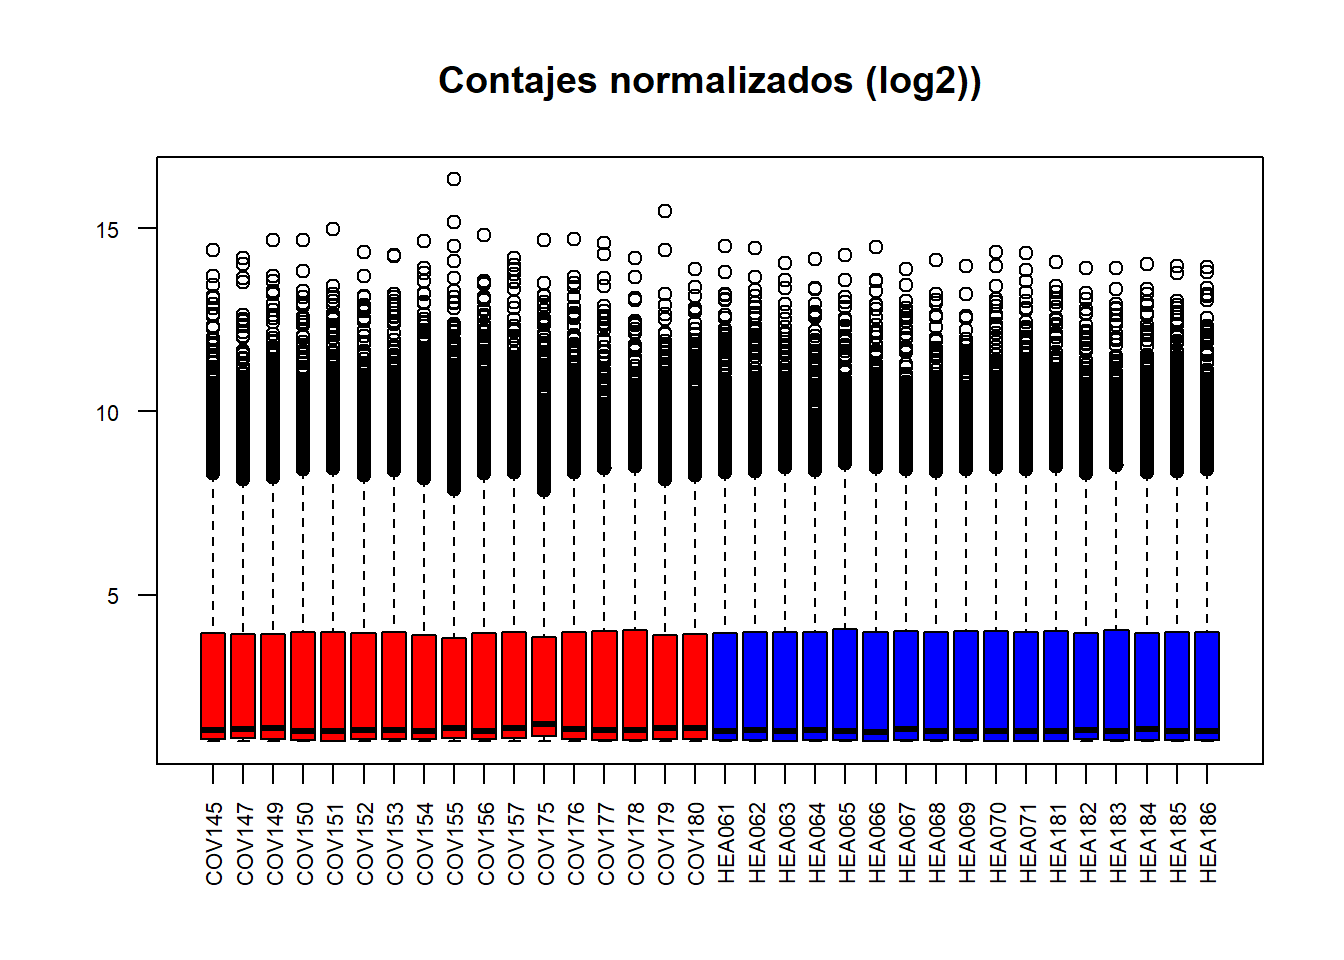 Contajes normalizados (log2))
15
10
5
COV145
COV147
COV149
COV150
COV151
COV152
COV153
COV154
COV155
COV156
COV157
COV175
COV176
COV177
COV178
COV179
COV180
HEA061
HEA062
HEA063
HEA064
HEA065
HEA066
HEA067
HEA068
HEA069
HEA070
HEA071
HEA181
HEA182
HEA183
HEA184
HEA185
HEA186